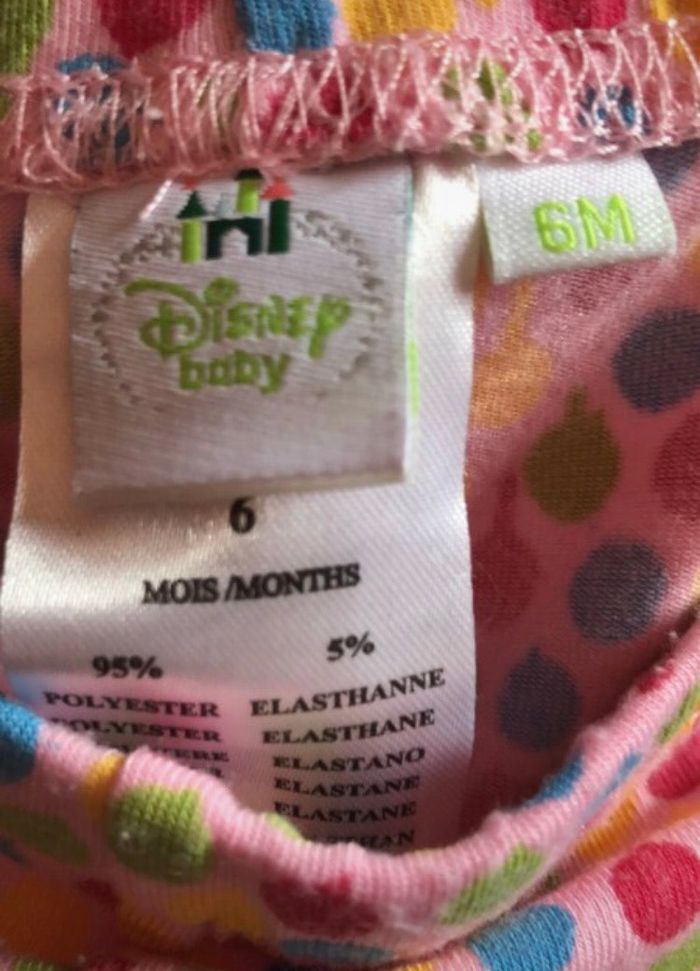 Disney
baby
6M
6
MOIS /MONTHS
95% 5%
POLYESTER ELASTHANNE
POLYESTER ELASTHANE
ELASTANO
ELASTANE
ELASTANE